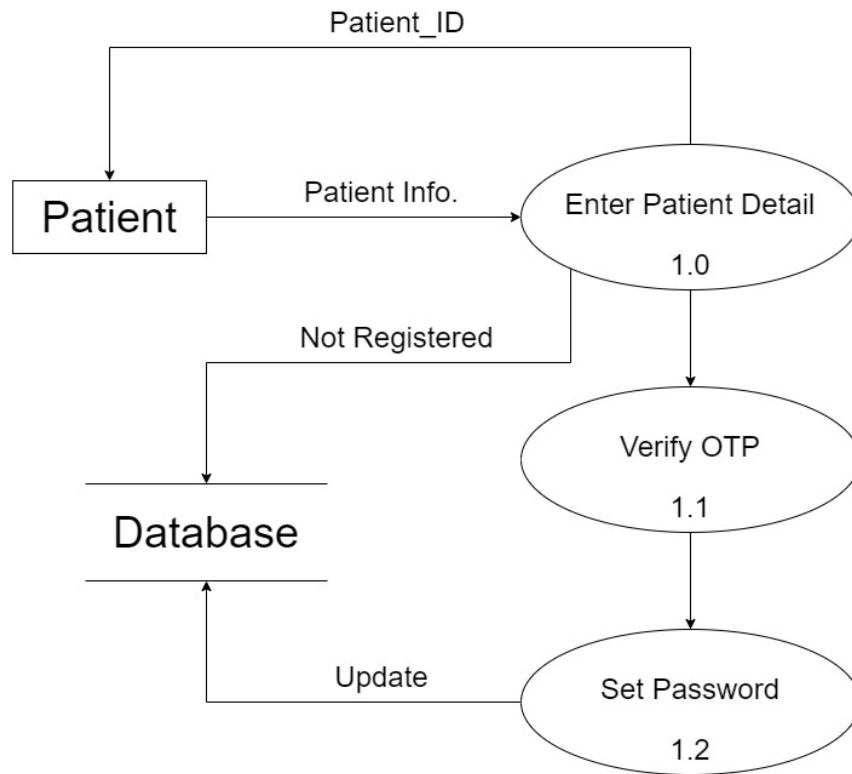 Patient_ID
Patient
Patient Info.
Enter Patient Detail
1.0
Not Registered
Verify OTP
1.1
Database
Update
Set Password
1.2